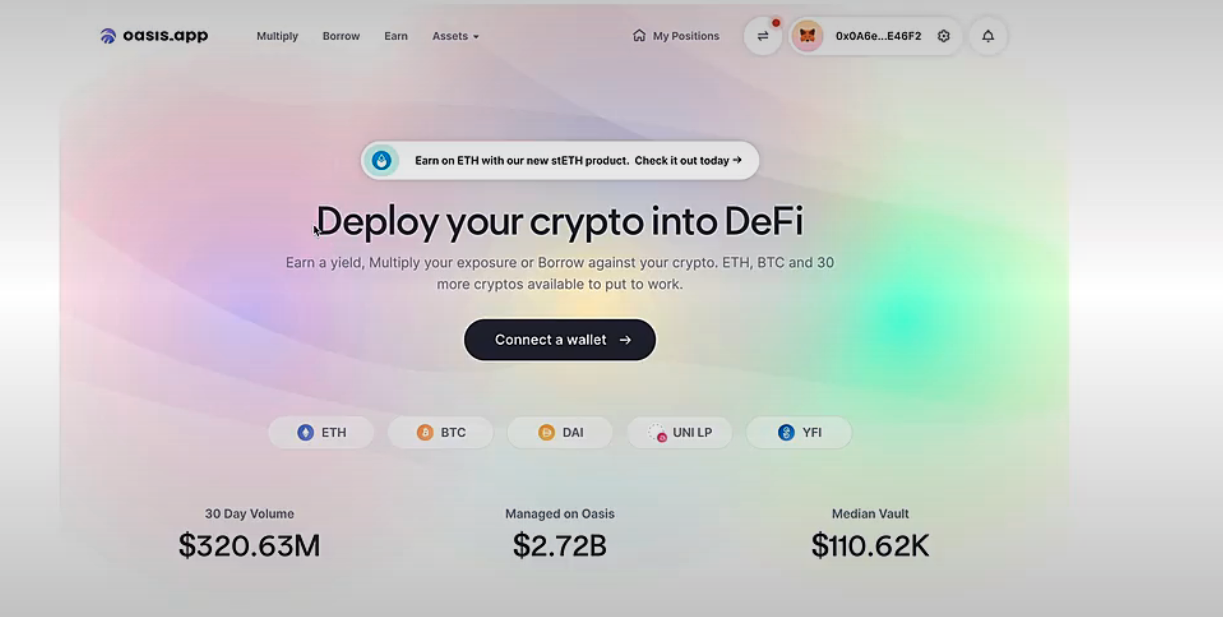 oasis.app
Multiply Borrow Earn Assets
My Positions
0x0A6e...E46F2
Earn on ETH with our new stETH product. Check it out today →
Deploy your crypto into DeFi
Earn a yield, Multiply your exposure or Borrow against your crypto. ETH, BTC and 30
more cryptos available to put to work.
Connect a wallet →
ETH BTC DAI UNI LP YFI
30 Day Volume Managed on Oasis Median Vault
$320.63M $2.72B $110.62K